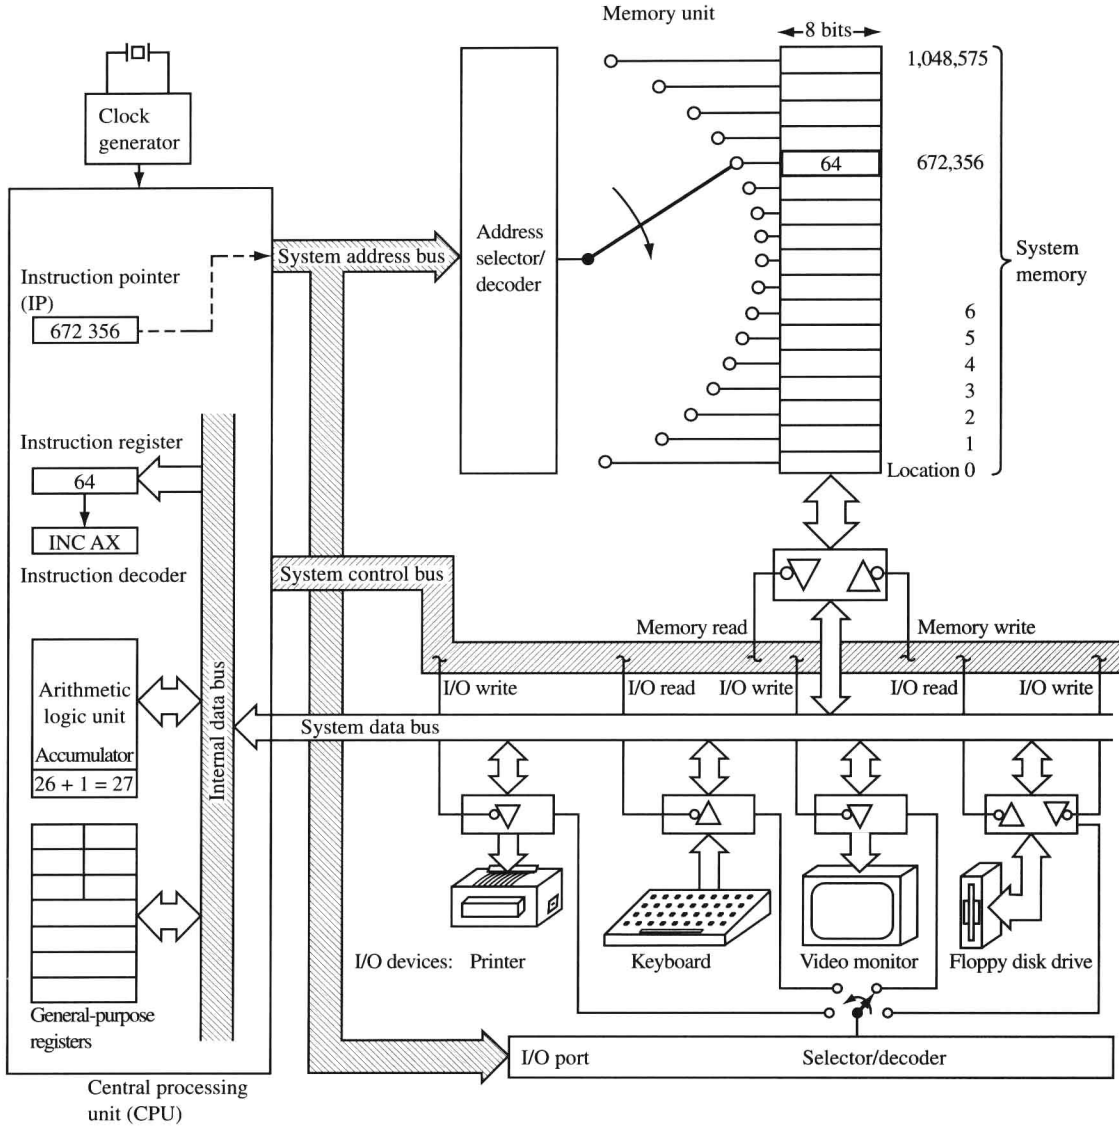 Memory unit
8 bits
1,048,575
Clock
generator
64
672,356
Address
selector/
decoder
System
memory
System address bus
Instruction pointer
(IP)
672 356
6
5
4
3
2
1
Location 0
Instruction register
64
INC AX
Instruction decoder
System control bus
Memory read
Memory write
I/O write
I/O read
I/O write
I/O read
I/O write
Arithmetic
logic unit
Accumulator
26 + 1 = 27
Internal data bus
System data bus
I/O devices:
Printer
Keyboard
Video monitor
Floppy disk drive
General-purpose
registers
I/O port
Selector/decoder
Central processing
unit (CPU)